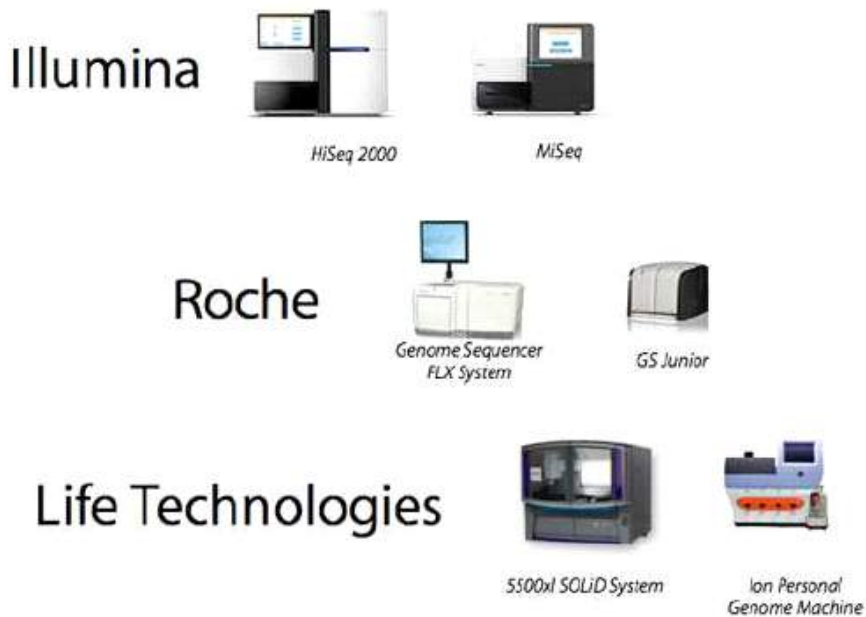 Illumina
HiSeq 2000
MiSeq
Roche
Genome Sequencer
FLX System
GS Junior
Life Technologies
5500xl SOLiD System
Ion Personal
Genome Machine